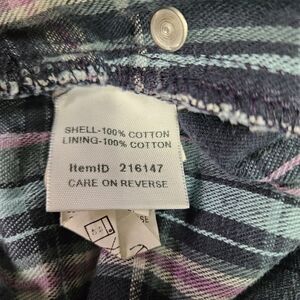 SHELL-100% COTTON
LINING-100% COTTON
ItemID 216147
CARE ON REVERSE